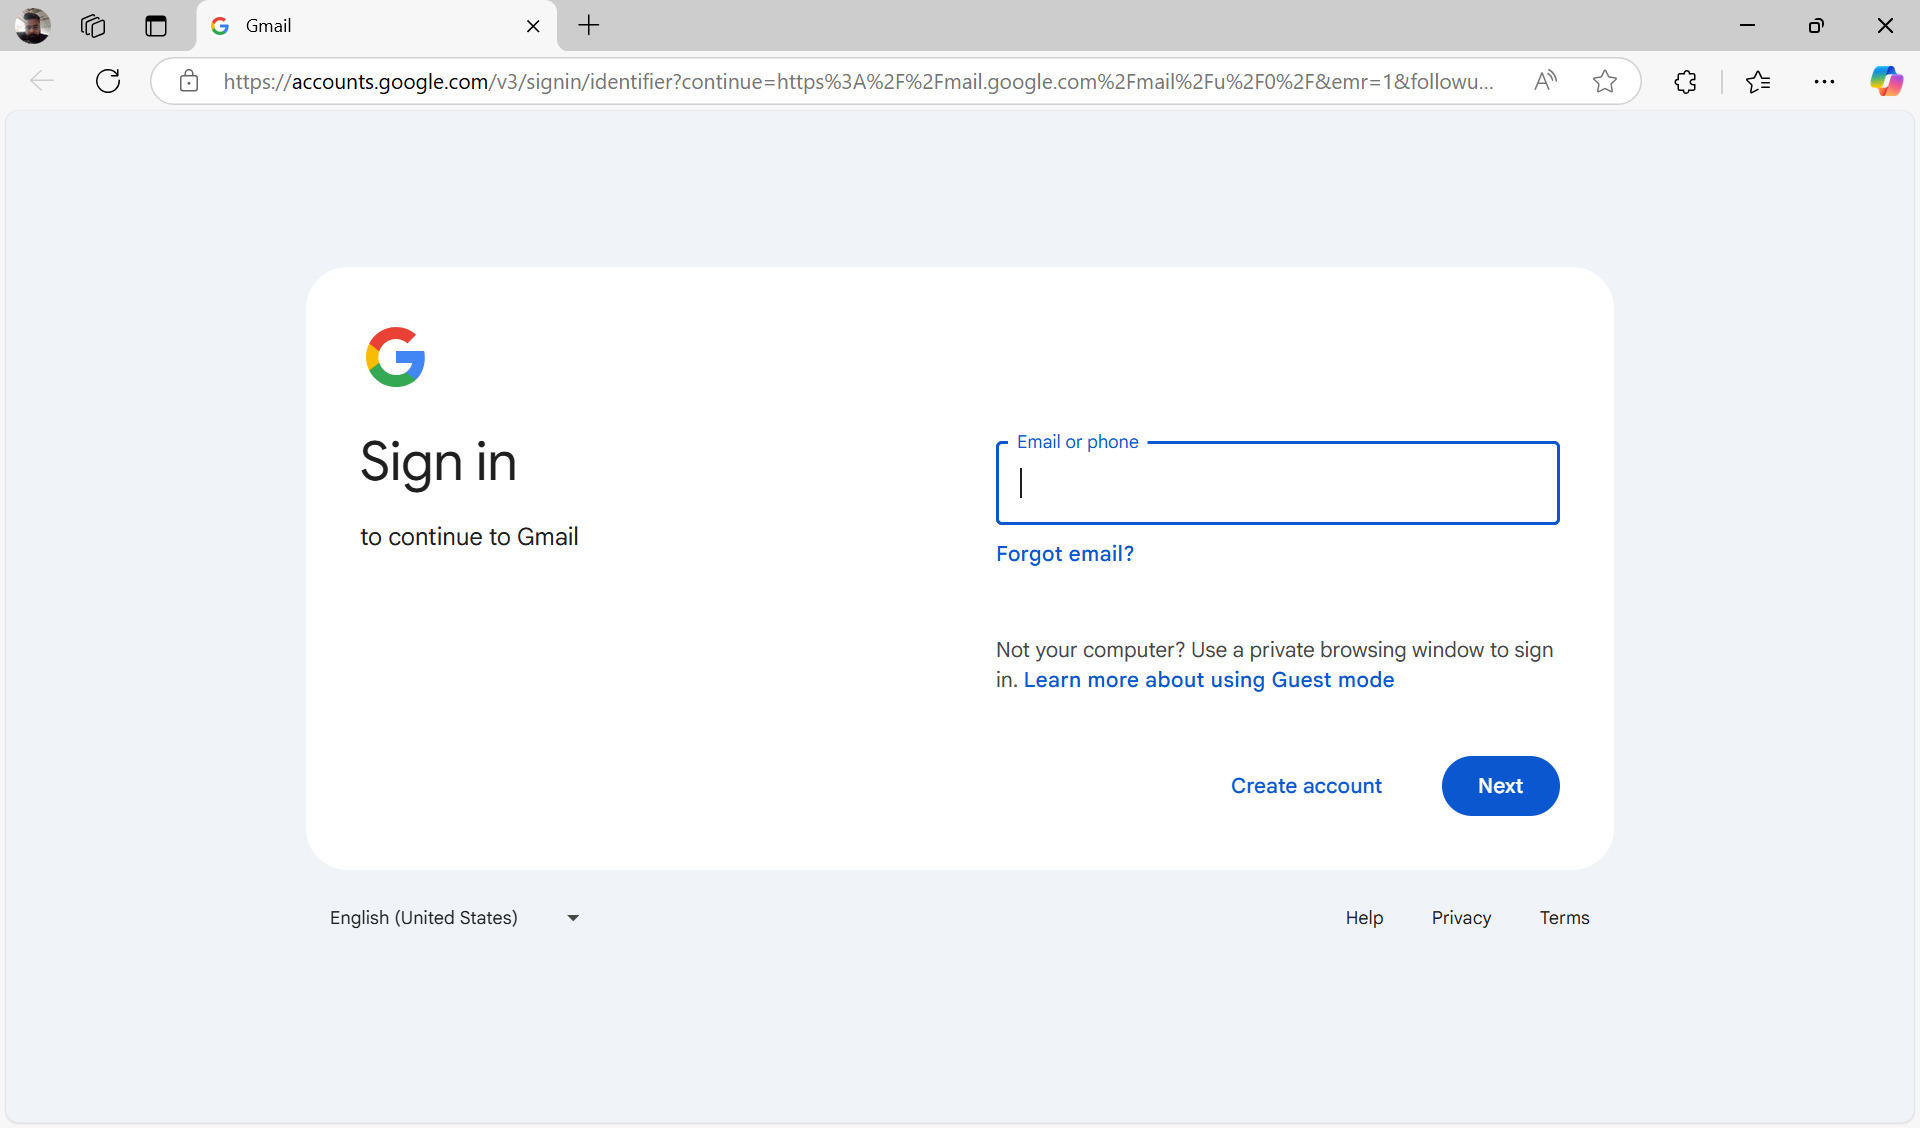 Gmail
https://accounts.google.com/v3/signin/identifier?continue=https%3A%2F%2Fmail.google.com%2Fmail%2Fu%2F0%2F&emr=1&followu...
Sign in
to continue to Gmail
Email or phone
Forgot email?
Not your computer? Use a private browsing window to sign
in. Learn more about using Guest mode
Create account
Next
English (United States)
Help
Privacy
Terms